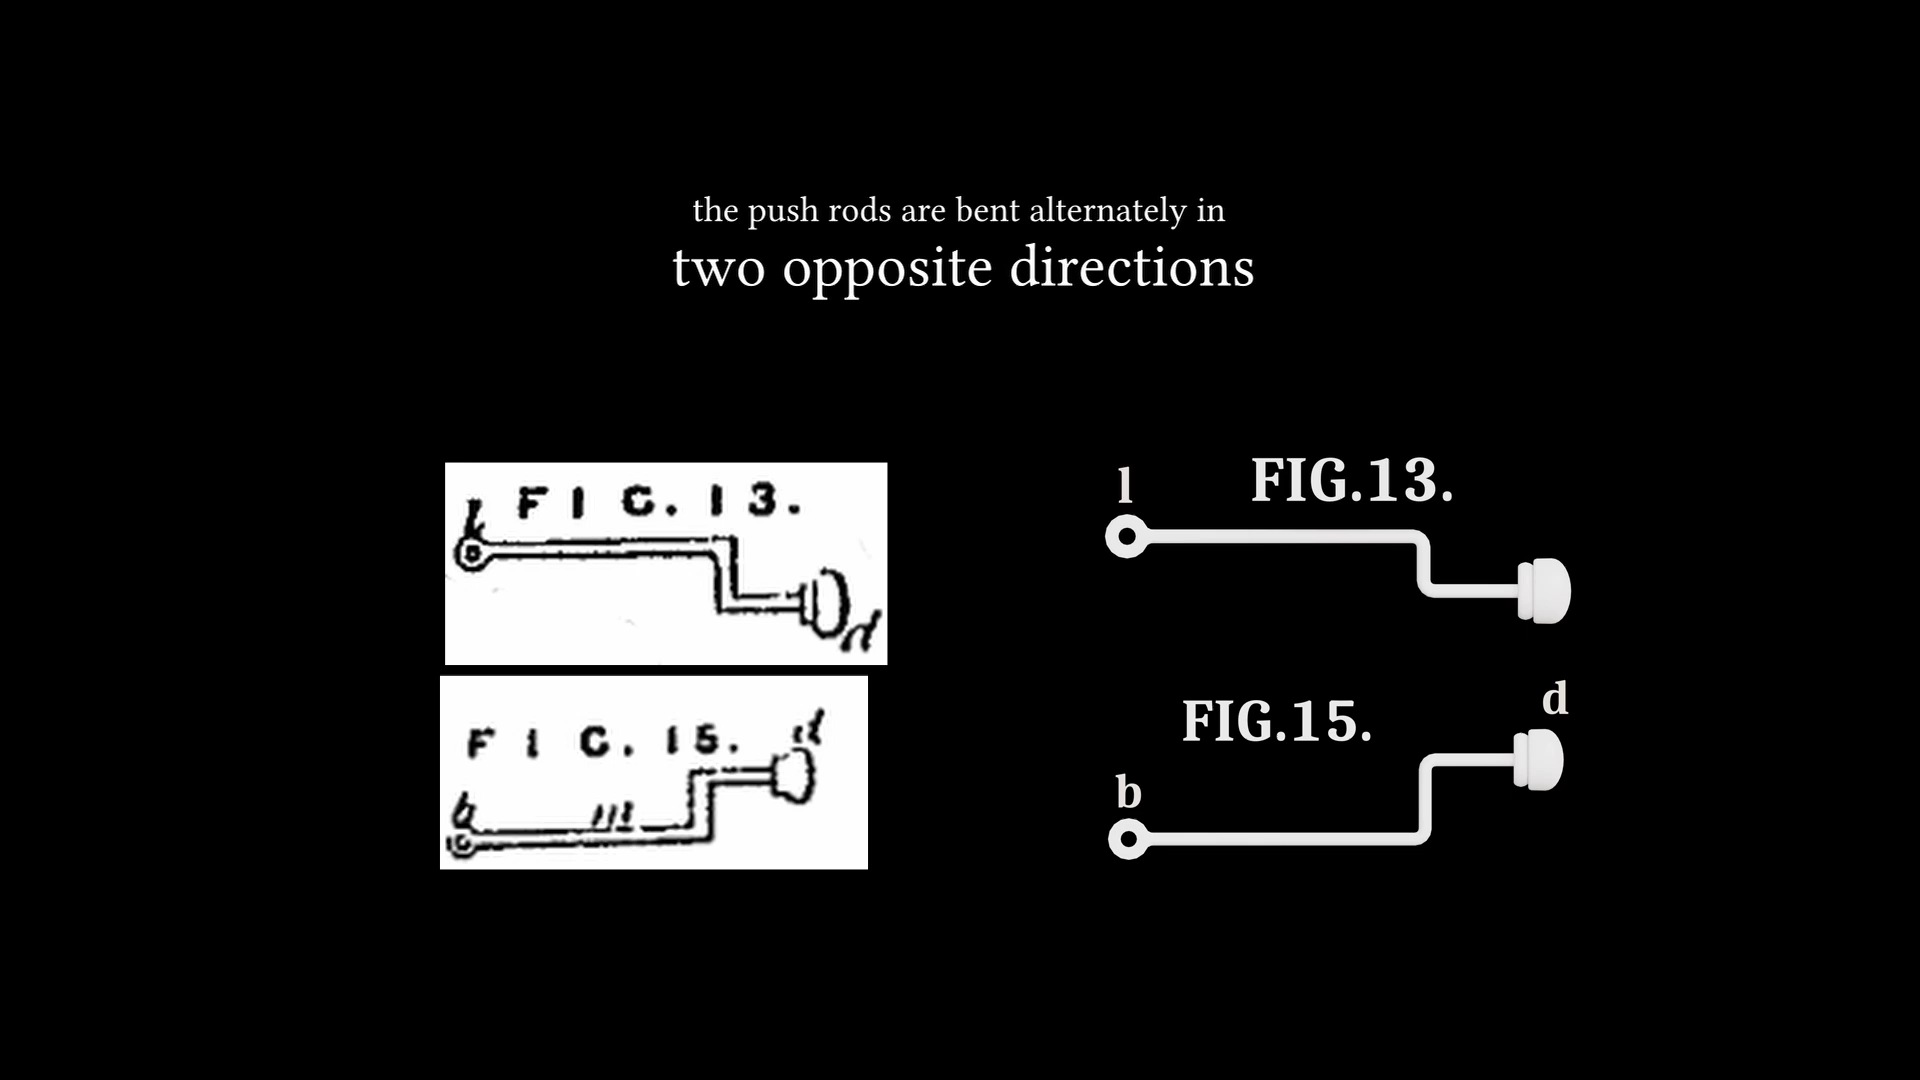 the push rods are bent alternately in
two opposite directions
FIG.13.
d
FIG.15.
d
b
l
FIG.13.
d
FIG.15.
b